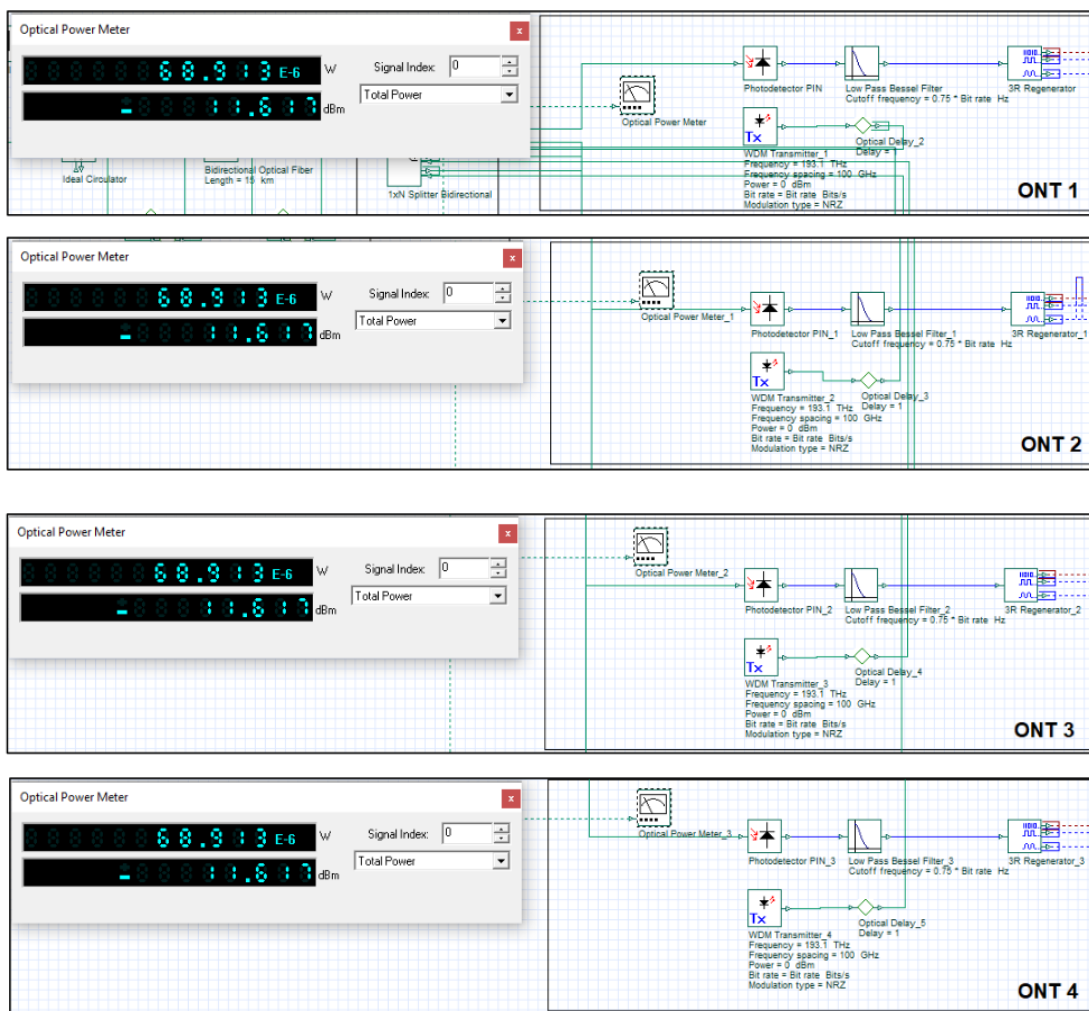 Optical Power Meter
68.913 E-6 W
Signal Index: 0
-11.617 dBm
Total Power
Optical Power Meter
Photodetector PIN
Low Pass Bessel Filter
Cutoff frequency = 0.75 * Bit rate Hz
3R Regenerator
Tx
WDM Transmitter_1
Frequency = 193.1 THz
Frequency spacing = 100 GHz
Power = 0 dBm
Bit rate = Bit rate Bits/s
Modulation type = NRZ
Optical Delay_2
Delay = 1
Ideal Circulator
Bidirectional Optical Fiber
Length = 15 km
1xN Splitter Bidirectional
ONT 1
Optical Power Meter
68.913 E-6 W
Signal Index: 0
-11.617 dBm
Total Power
Optical Power Meter_1
Photodetector PIN_1
Low Pass Bessel Filter_1
Cutoff frequency = 0.75 * Bit rate Hz
3R Regenerator_1
Tx
WDM Transmitter_2
Frequency = 193.1 THz
Frequency spacing = 100 GHz
Power = 0 dBm
Bit rate = Bit rate Bits/s
Modulation type = NRZ
Optical Delay_3
Delay = 1
ONT 2
Optical Power Meter
68.913 E-6 W
Signal Index: 0
-11.617 dBm
Total Power
Optical Power Meter_2
Photodetector PIN_2
Low Pass Bessel Filter_2
Cutoff frequency = 0.75 * Bit rate Hz
3R Regenerator_2
Tx
WDM Transmitter_3
Frequency = 193.1 THz
Frequency spacing = 100 GHz
Power = 0 dBm
Bit rate = Bit rate Bits/s
Modulation type = NRZ
Optical Delay_4
Delay = 1
ONT 3
Optical Power Meter
68.913 E-6 W
Signal Index: 0
-11.617 dBm
Total Power
Optical Power Meter_3
Photodetector PIN_3
Low Pass Bessel Filter_3
Cutoff frequency = 0.75 * Bit rate Hz
3R Regenerator_3
Tx
WDM Transmitter_4
Frequency = 193.1 THz
Frequency spacing = 100 GHz
Power = 0 dBm
Bit rate = Bit rate Bits/s
Modulation type = NRZ
Optical Delay_5
Delay = 1
ONT 4